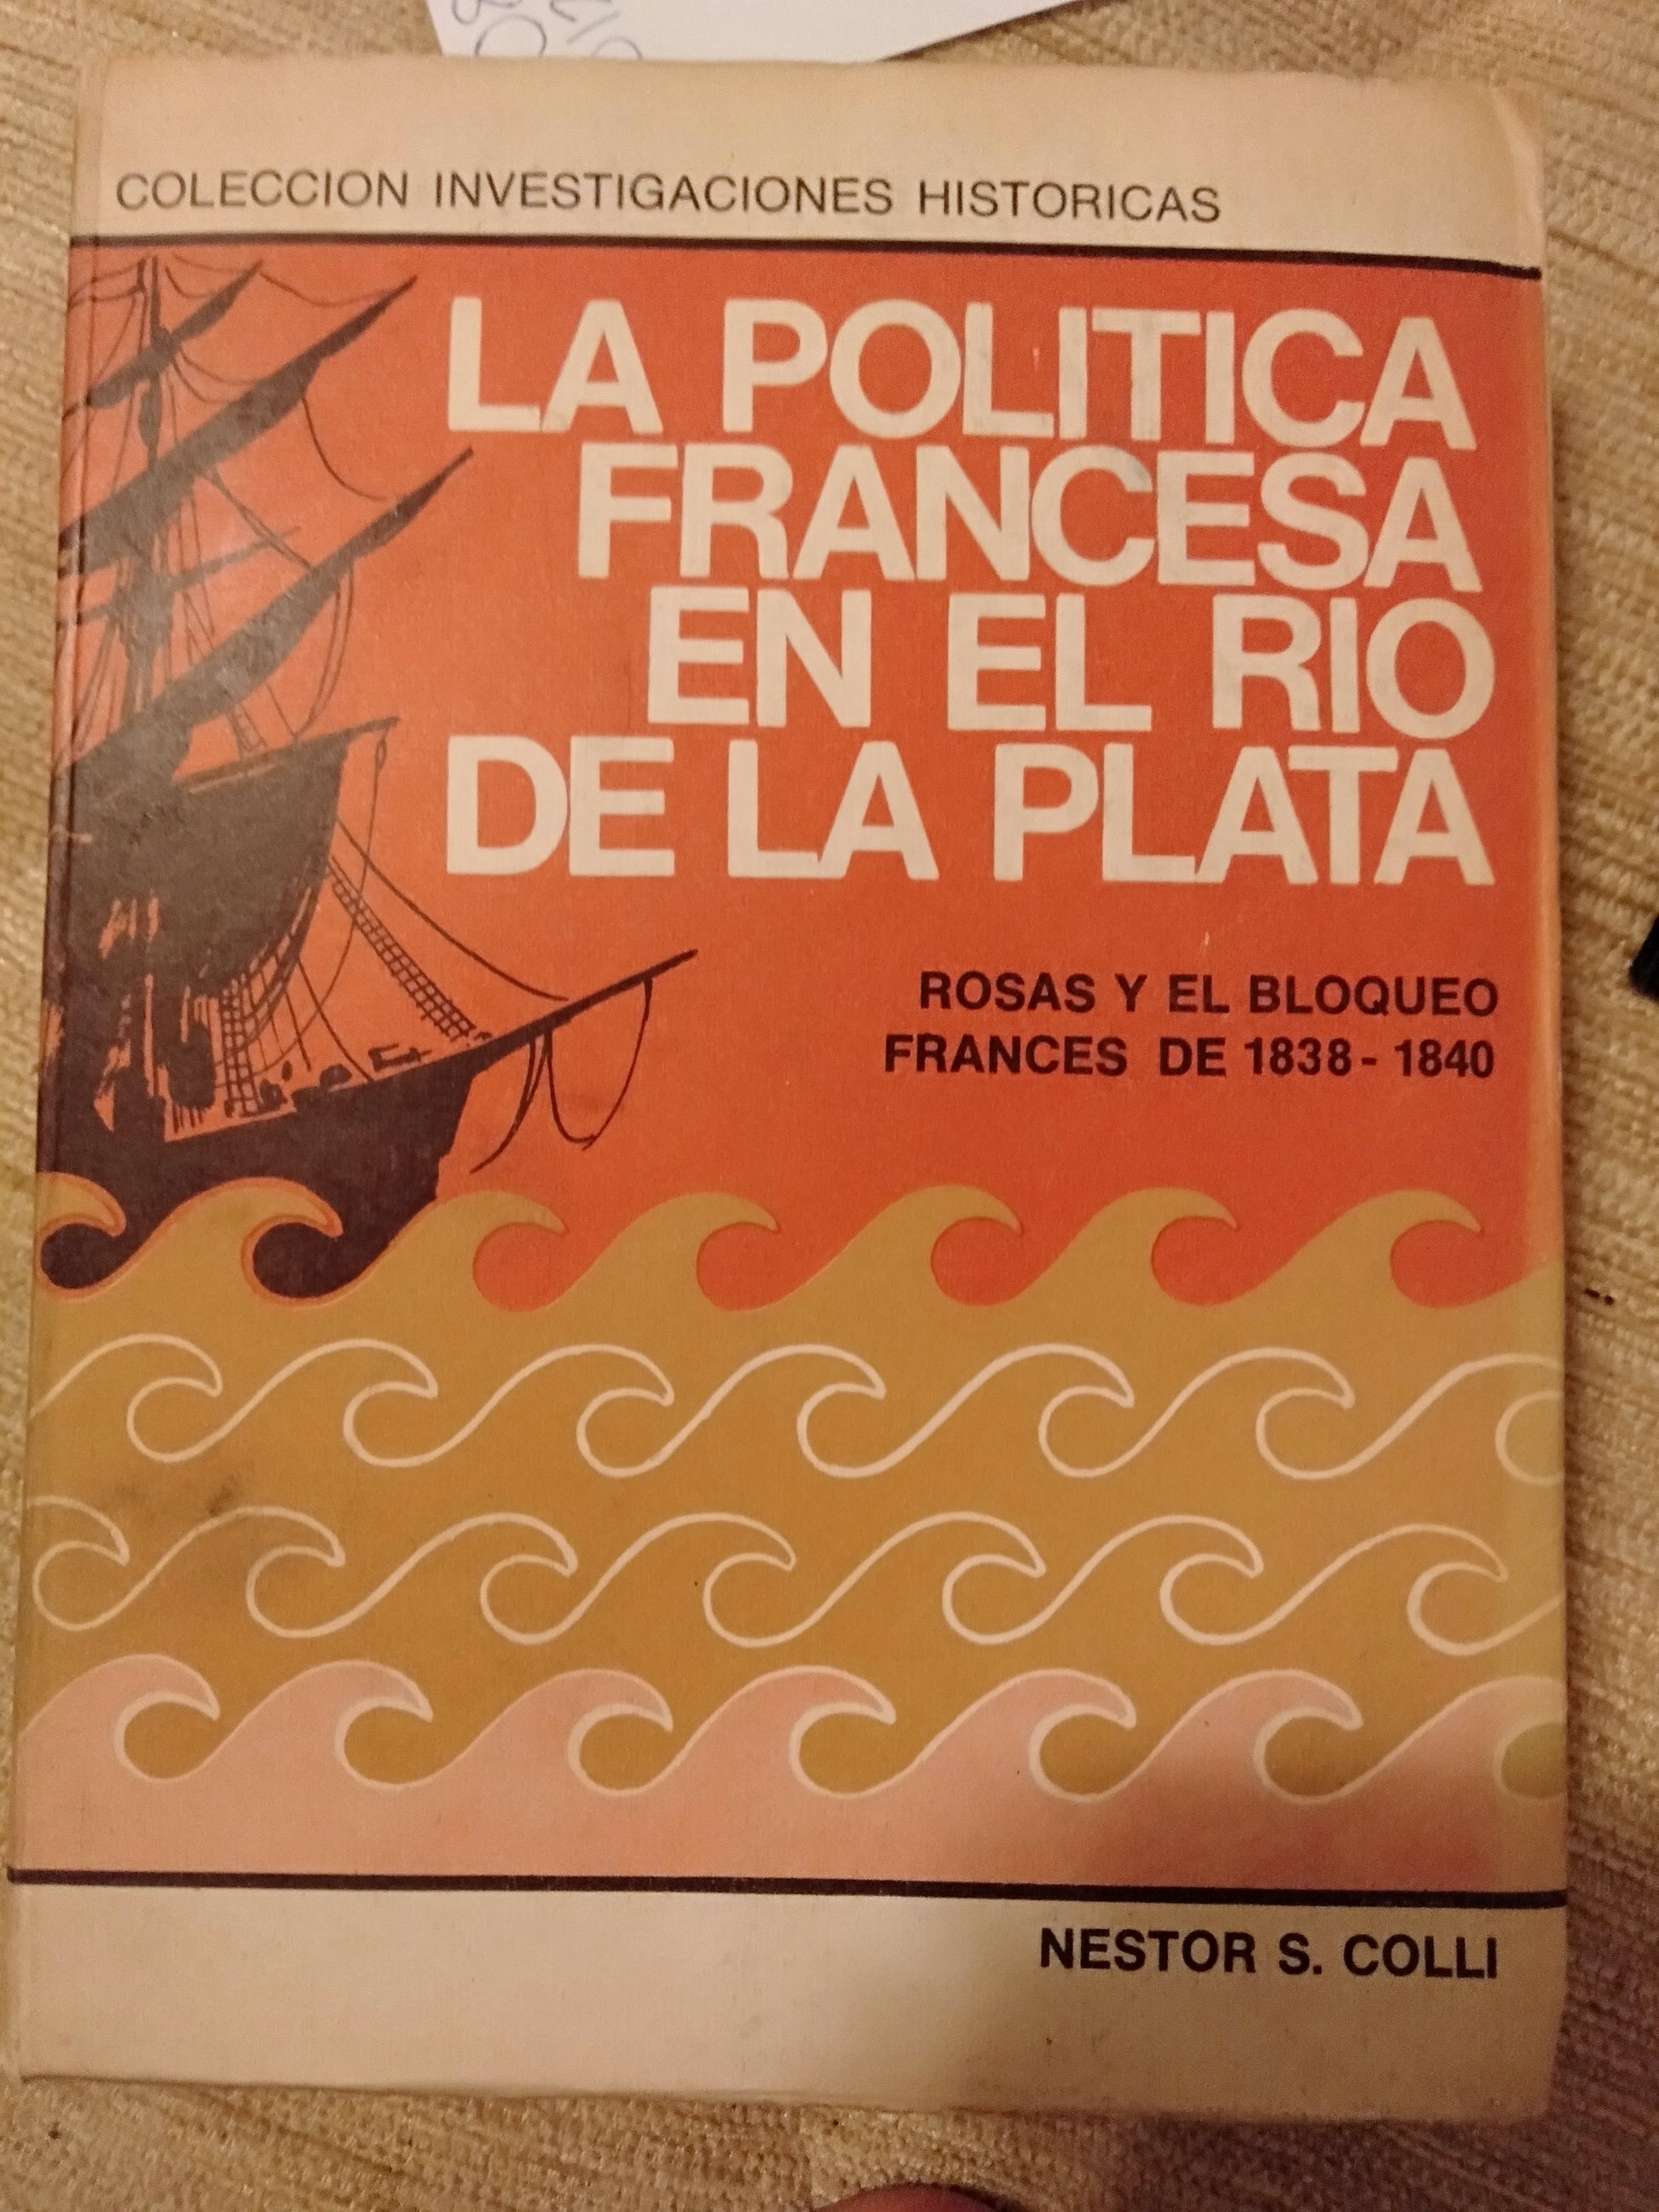 COLECCION INVESTIGACIONES HISTORICAS
LA POLITICA
FRANCESA
EN EL RIO
DE LA PLATA
ROSAS Y EL BLOQUEO
FRANCES DE 1838-1840
NESTOR S. COLLI